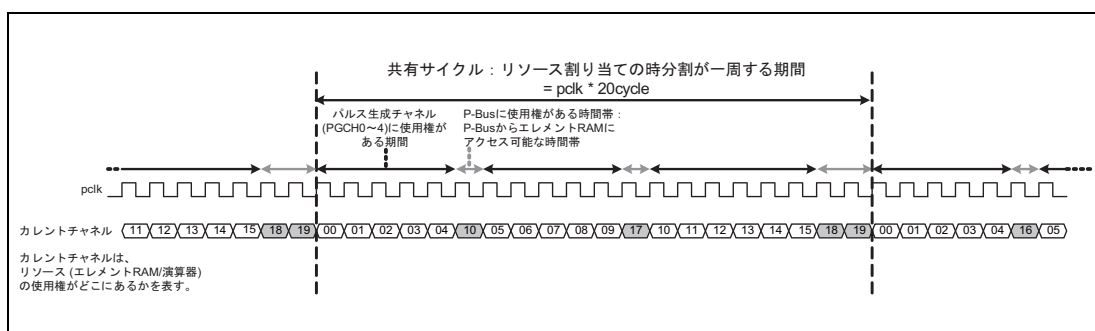 共有サイクル：リソース割り当ての時分割が一周する期間
= pclk * 20cycle
パルス生成チャネル
(PGCH0～4)に使用権が
ある期間
P-Busに使用権がある時間帯：
P-BusからエレメントRAMに
アクセス可能な時間帯
pclk
カレントチャネル 11 12 13 14 15 18 19 00 01 02 03 04 10 05 06 07 08 09 17 10 11 12 13 14 15 18 19 00 01 02 03 04 16 05
カレントチャネルは、
リソース (エレメントRAM/演算器)
の使用権がどこにあるかを表す。